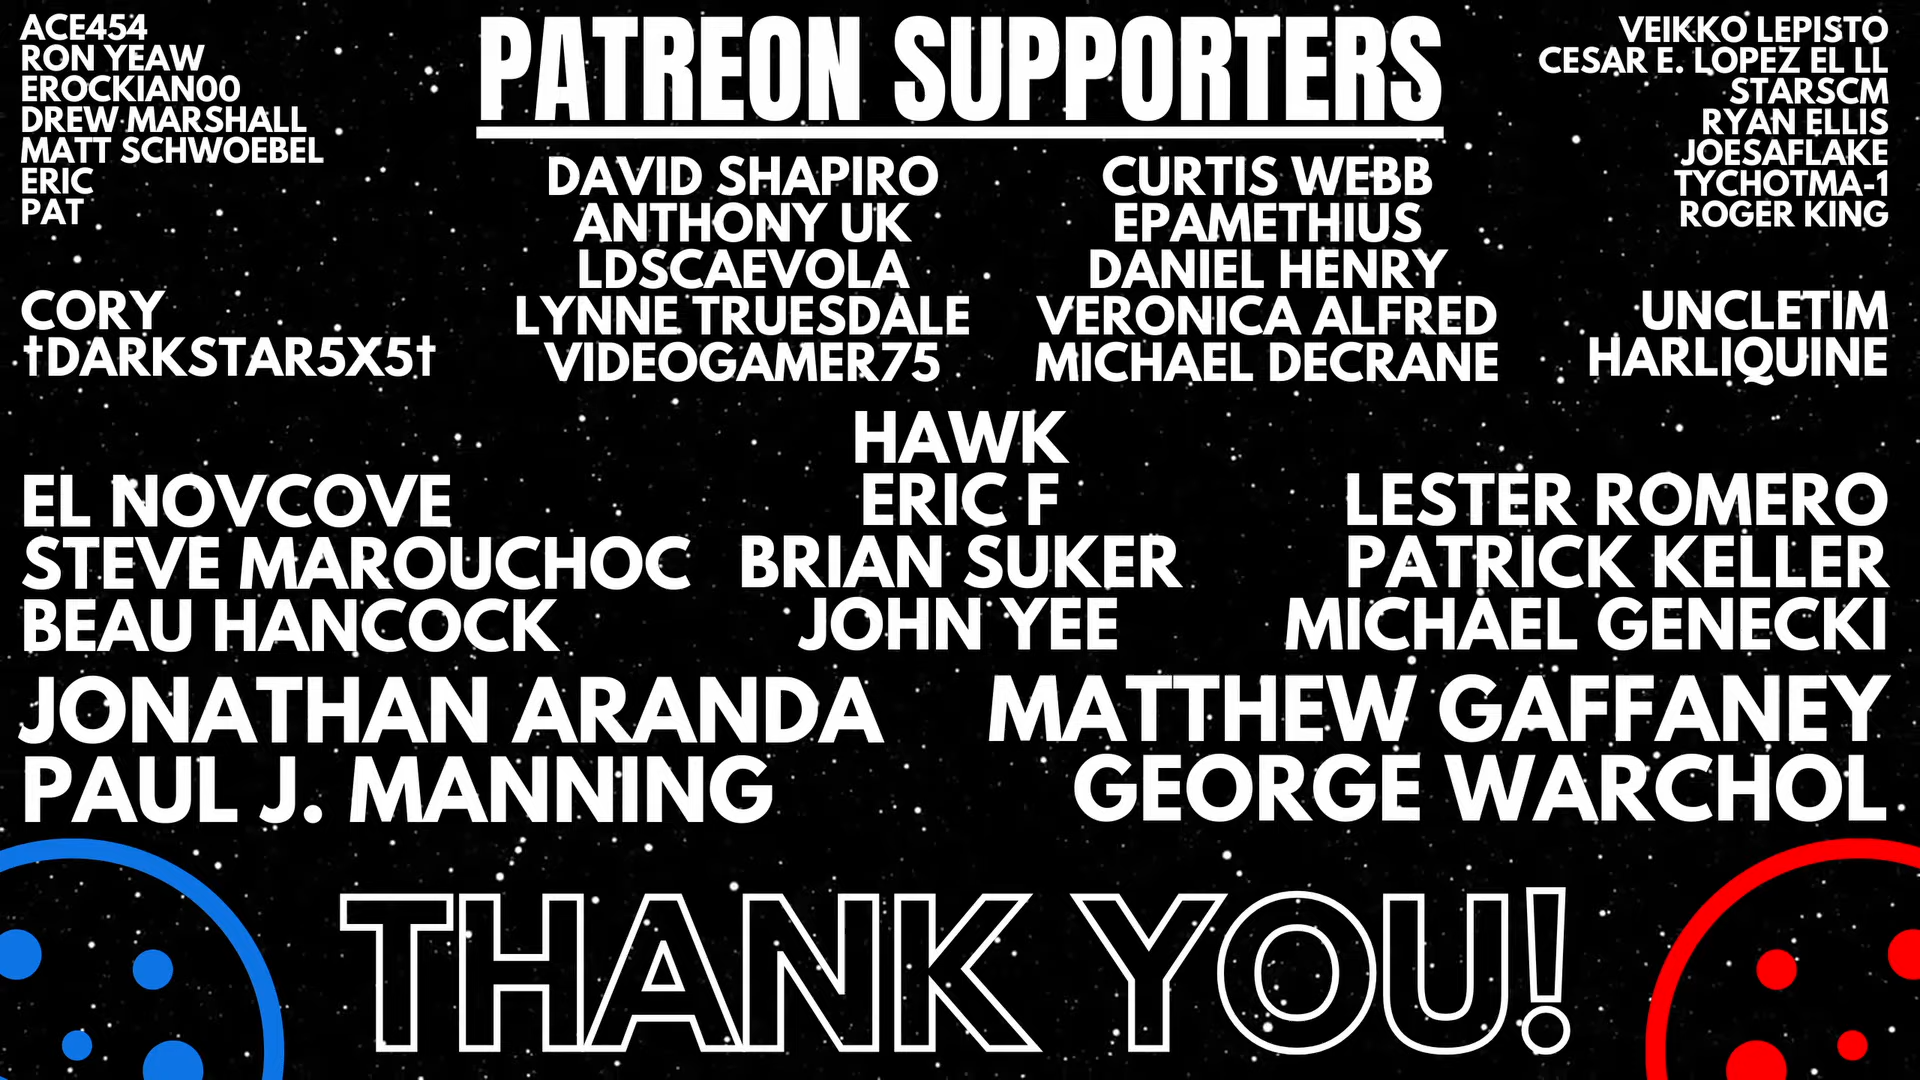 PATREON SUPPORTERS
ACE454
RON YEAW
EROCKIAN00
DREW MARSHALL
MATT SCHWOEBEL
ERIC
PAT
VEIKKO LEPISTO
CESAR E. LOPEZ EL LL
STARSCM
RYAN ELLIS
JOESAFLAKE
TYCHOTMA-1
ROGER KING
DAVID SHAPIRO
ANTHONY UK
LDSCAEVOLA
LYNNE TRUESDALE
VIDEOGAMER75
CURTIS WEBB
EPAMETHIUS
DANIEL HENRY
VERONICA ALFRED
MICHAEL DECRANE
CORY
†DARKSTAR5X5†
UNCLETIM
HARLIQUINE
EL NOVCOVE
STEVE MAROUCHOC
BEAU HANCOCK
HAWK
ERIC F
BRIAN SUKER
JOHN YEE
LESTER ROMERO
PATRICK KELLER
MICHAEL GENECKI
JONATHAN ARANDA
PAUL J. MANNING
MATTHEW GAFFANEY
GEORGE WARCHOL
THANK YOU!